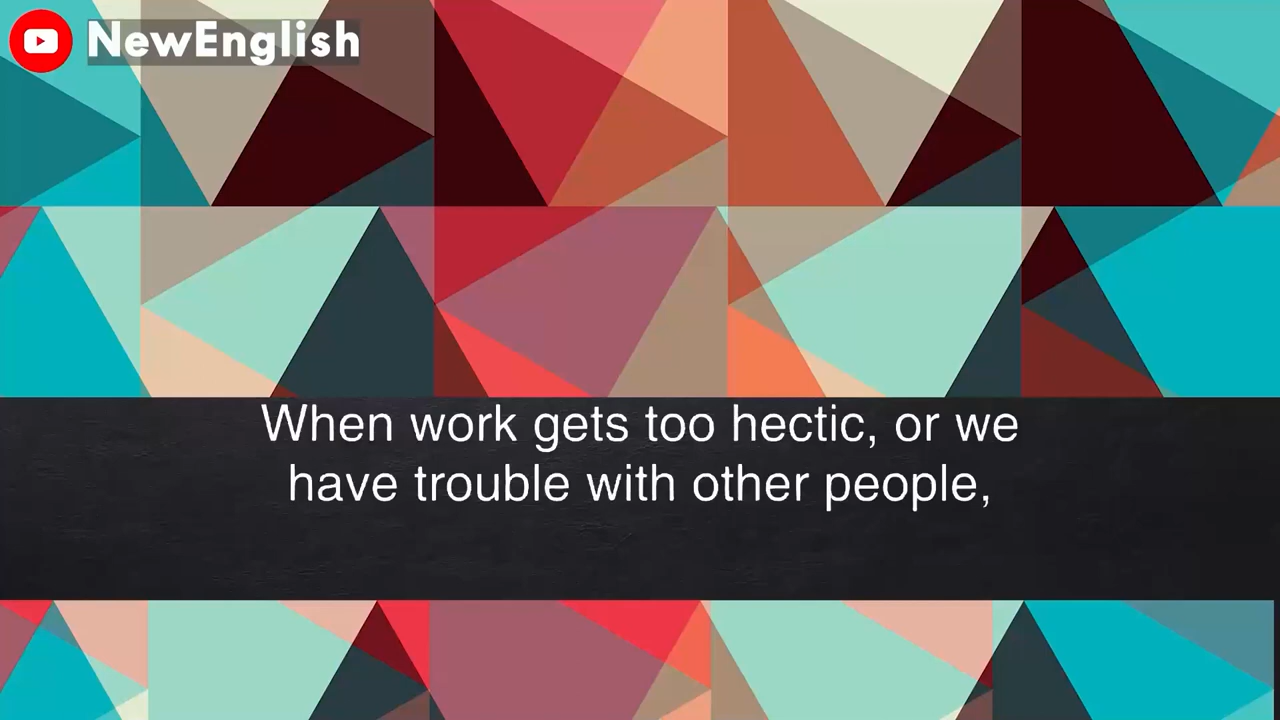 NewEnglish
When work gets too hectic, or we
have trouble with other people,